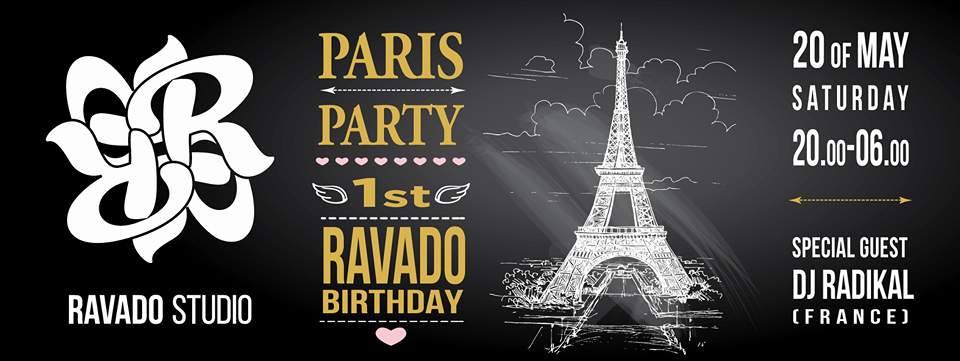 RAVADO STUDIO
PARIS
PARTY
1st
RAVADO
BIRTHDAY
20 OF MAY
SATURDAY
20.00-06.00
SPECIAL GUEST
DJ RADIKAL
(FRANCE)